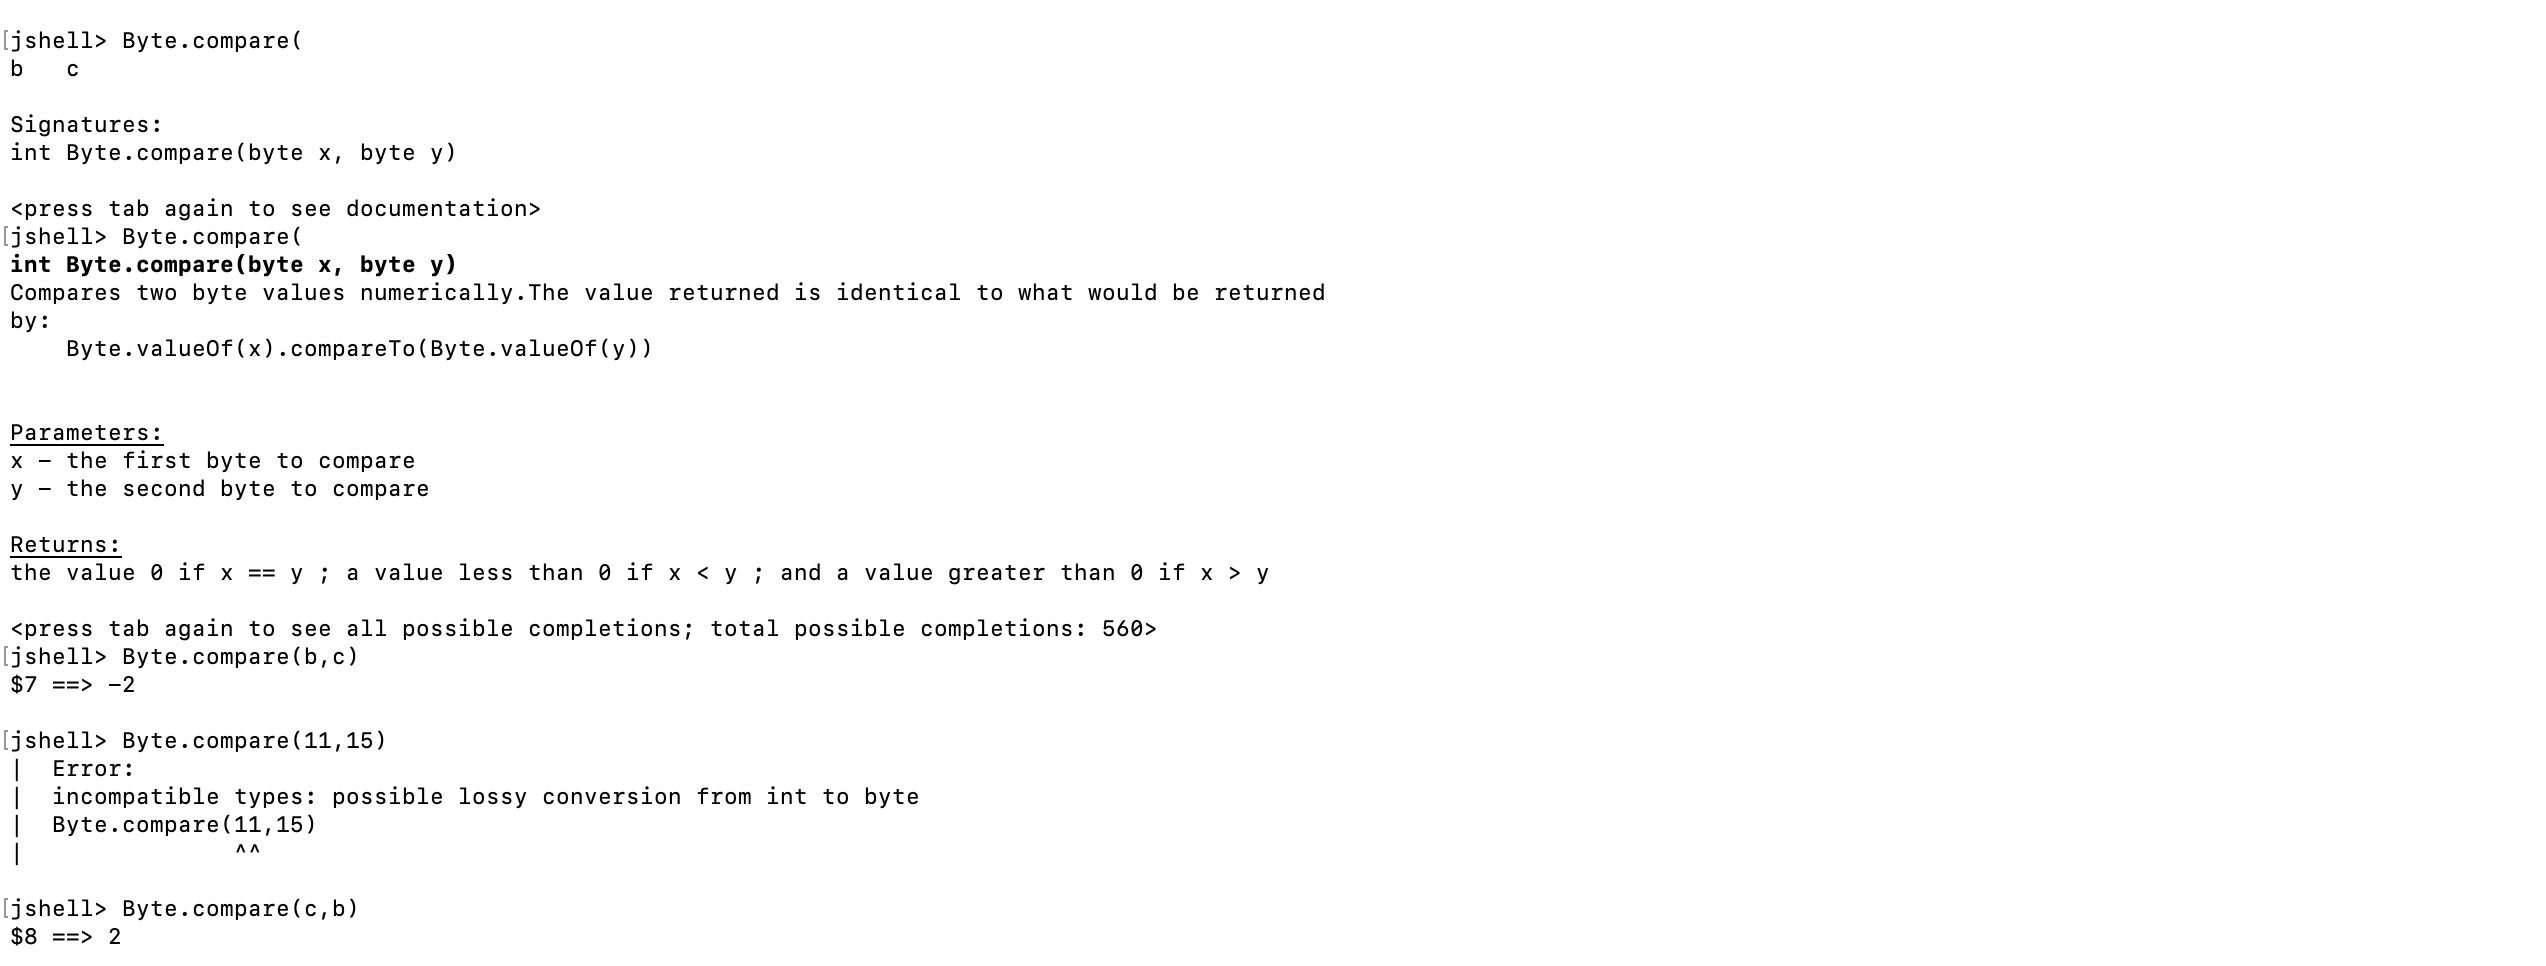 [jshell> Byte.compare(
b   c
Signatures:
int Byte.compare(byte x, byte y)
<press tab again to see documentation>
[jshell> Byte.compare(
int Byte.compare(byte x, byte y)
Compares two byte values numerically.The value returned is identical to what would be returned
by:
    Byte.valueOf(x).compareTo(Byte.valueOf(y))
Parameters:
x – the first byte to compare
y – the second byte to compare
Returns:
the value 0 if x == y ; a value less than 0 if x < y ; and a value greater than 0 if x > y
<press tab again to see all possible completions; total possible completions: 560>
[jshell> Byte.compare(b,c)
$7 ==> -2
[jshell> Byte.compare(11,15)
|  Error:
|  incompatible types: possible lossy conversion from int to byte
|  Byte.compare(11,15)
|               ^^
[jshell> Byte.compare(c,b)
$8 ==> 2